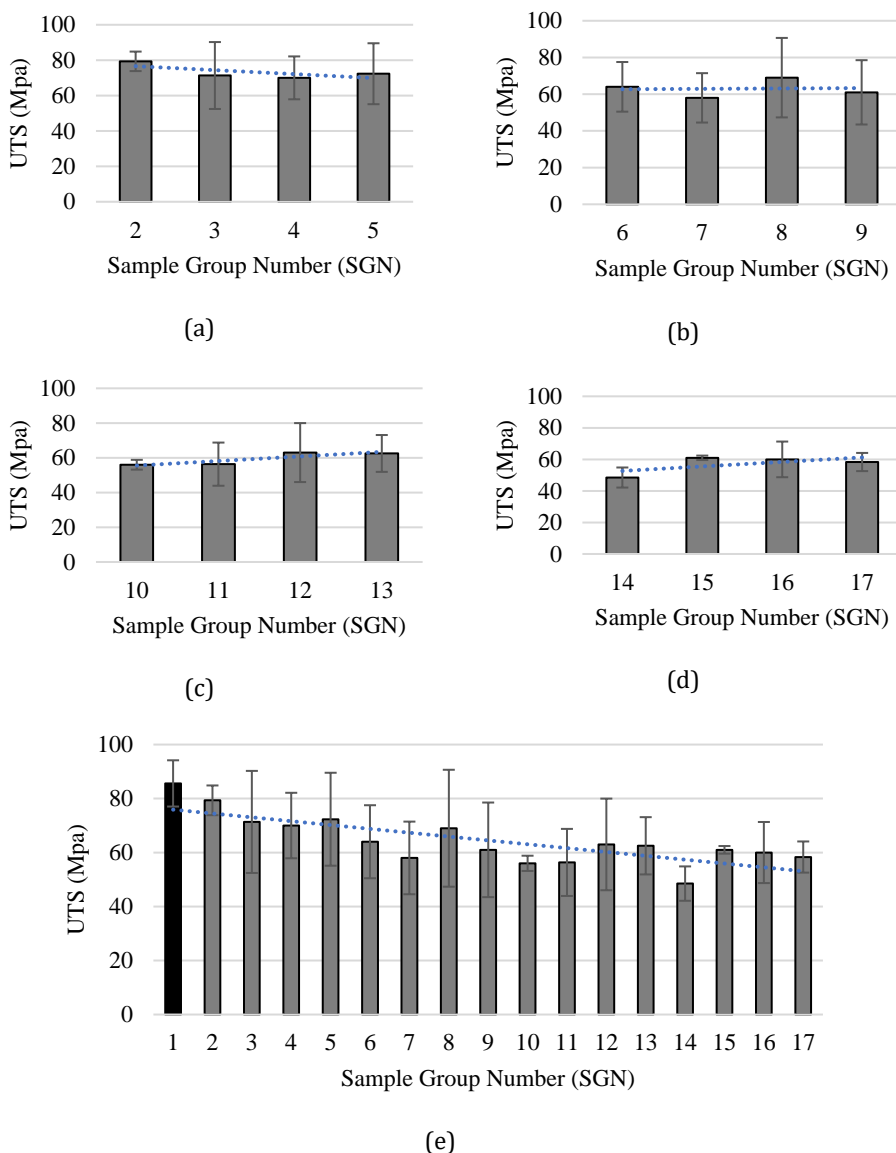 100
80
60
40
20
0
UTS (Mpa)
2 3 4 5
Sample Group Number (SGN)
(a)
100
80
60
40
20
0
UTS (Mpa)
6 7 8 9
Sample Group Number (SGN)
(b)
100
80
60
40
20
0
UTS (Mpa)
10 11 12 13
Sample Group Number (SGN)
(c)
100
80
60
40
20
0
UTS (Mpa)
14 15 16 17
Sample Group Number (SGN)
(d)
100
80
60
40
20
0
UTS (Mpa)
1 2 3 4 5 6 7 8 9 10 11 12 13 14 15 16 17
Sample Group Number (SGN)
(e)